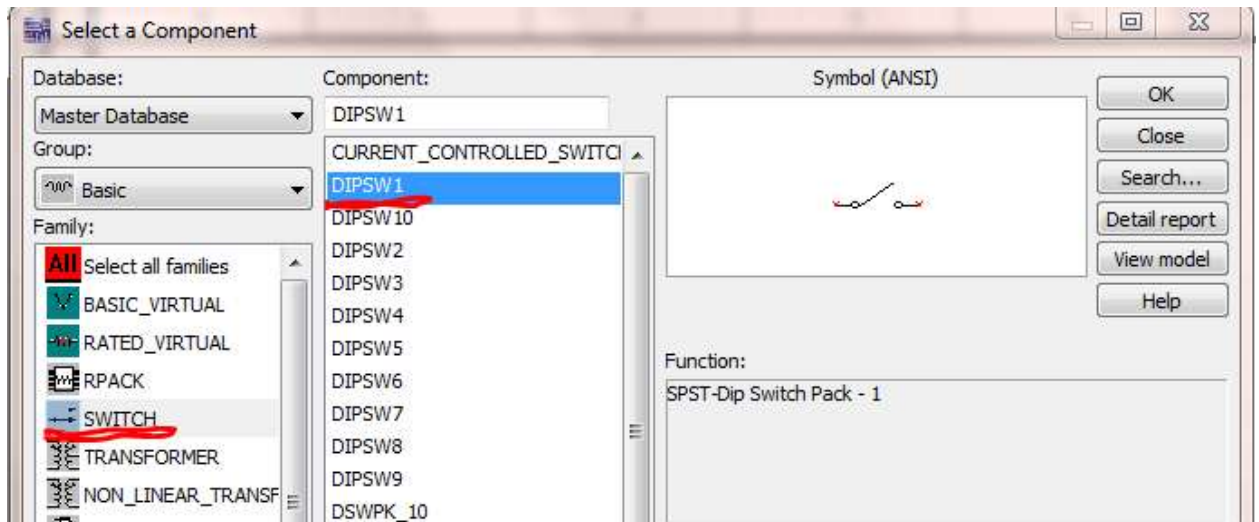 Select a Component
Database:
Master Database
Group:
Basic
Family:
All Select all families
BASIC_VIRTUAL
RATED_VIRTUAL
RPACK
SWITCH
TRANSFORMER
NON_LINEAR_TRANSF
Component:
DIPSW1
CURRENT_CONTROLLED_SWITC
DIPSW1
DIPSW10
DIPSW2
DIPSW3
DIPSW4
DIPSW5
DIPSW6
DIPSW7
DIPSW8
DIPSW9
DSWPK_10
Symbol (ANSI)
Function:
SPST-Dip Switch Pack - 1
OK
Close
Search...
Detail report
View model
Help